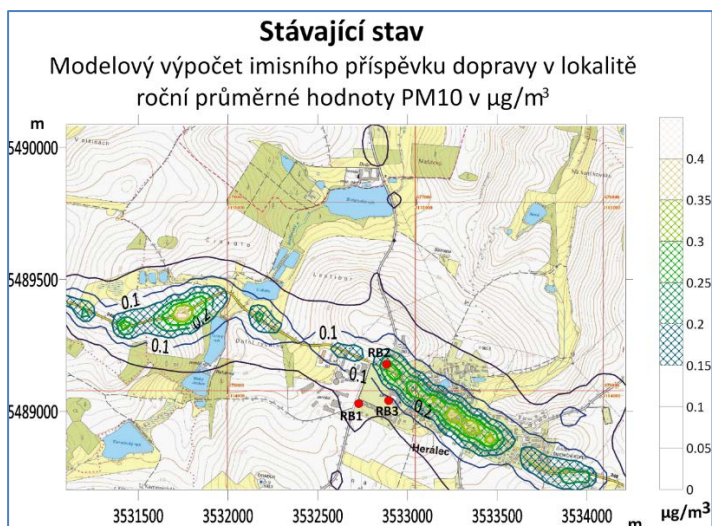 Stávající stav
Modelový výpočet imisního příspěvku dopravy v lokalitě
roční průměrné hodnoty PM10 v µg/m³
m
5490000
5489500
5489000
0.1
0.2
0.1
0.1
0.1
0.2
RB2
RB1
RB3
Herálec
3531500
3532000
3532500
3533000
3533500
3534000
m
0.4
0.35
0.3
0.25
0.2
0.15
0.1
0.05
0
µg/m³